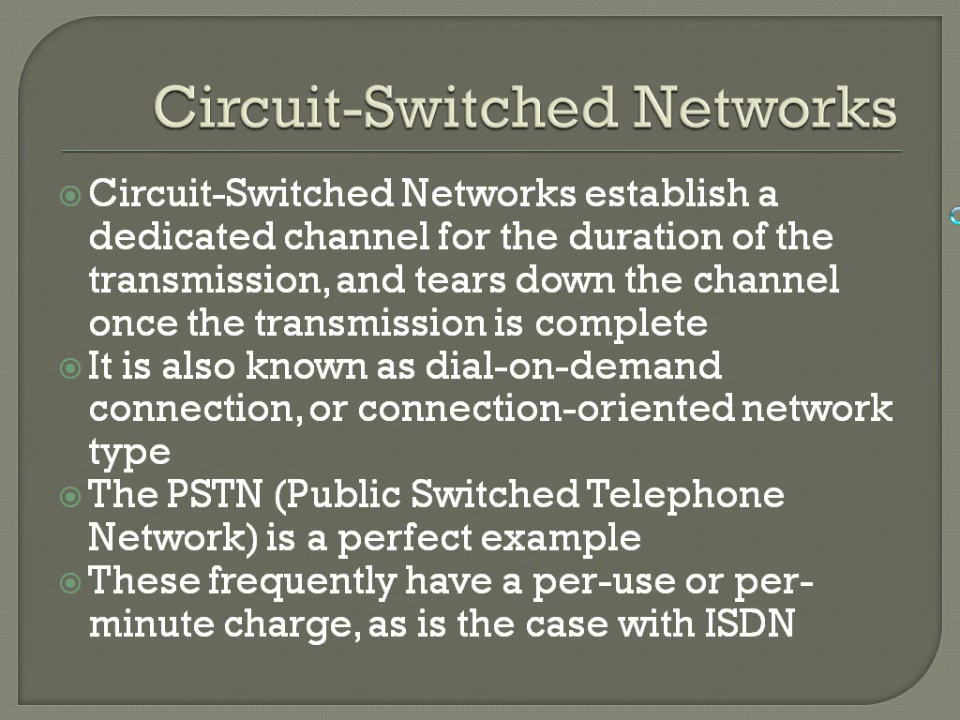 Circuit-Switched Networks
Circuit-Switched Networks establish a
dedicated channel for the duration of the
transmission, and tears down the channel
once the transmission is complete
It is also known as dial-on-demand
connection, or connection-oriented network
type
The PSTN (Public Switched Telephone
Network) is a perfect example
These frequently have a per-use or per-
minute charge, as is the case with ISDN